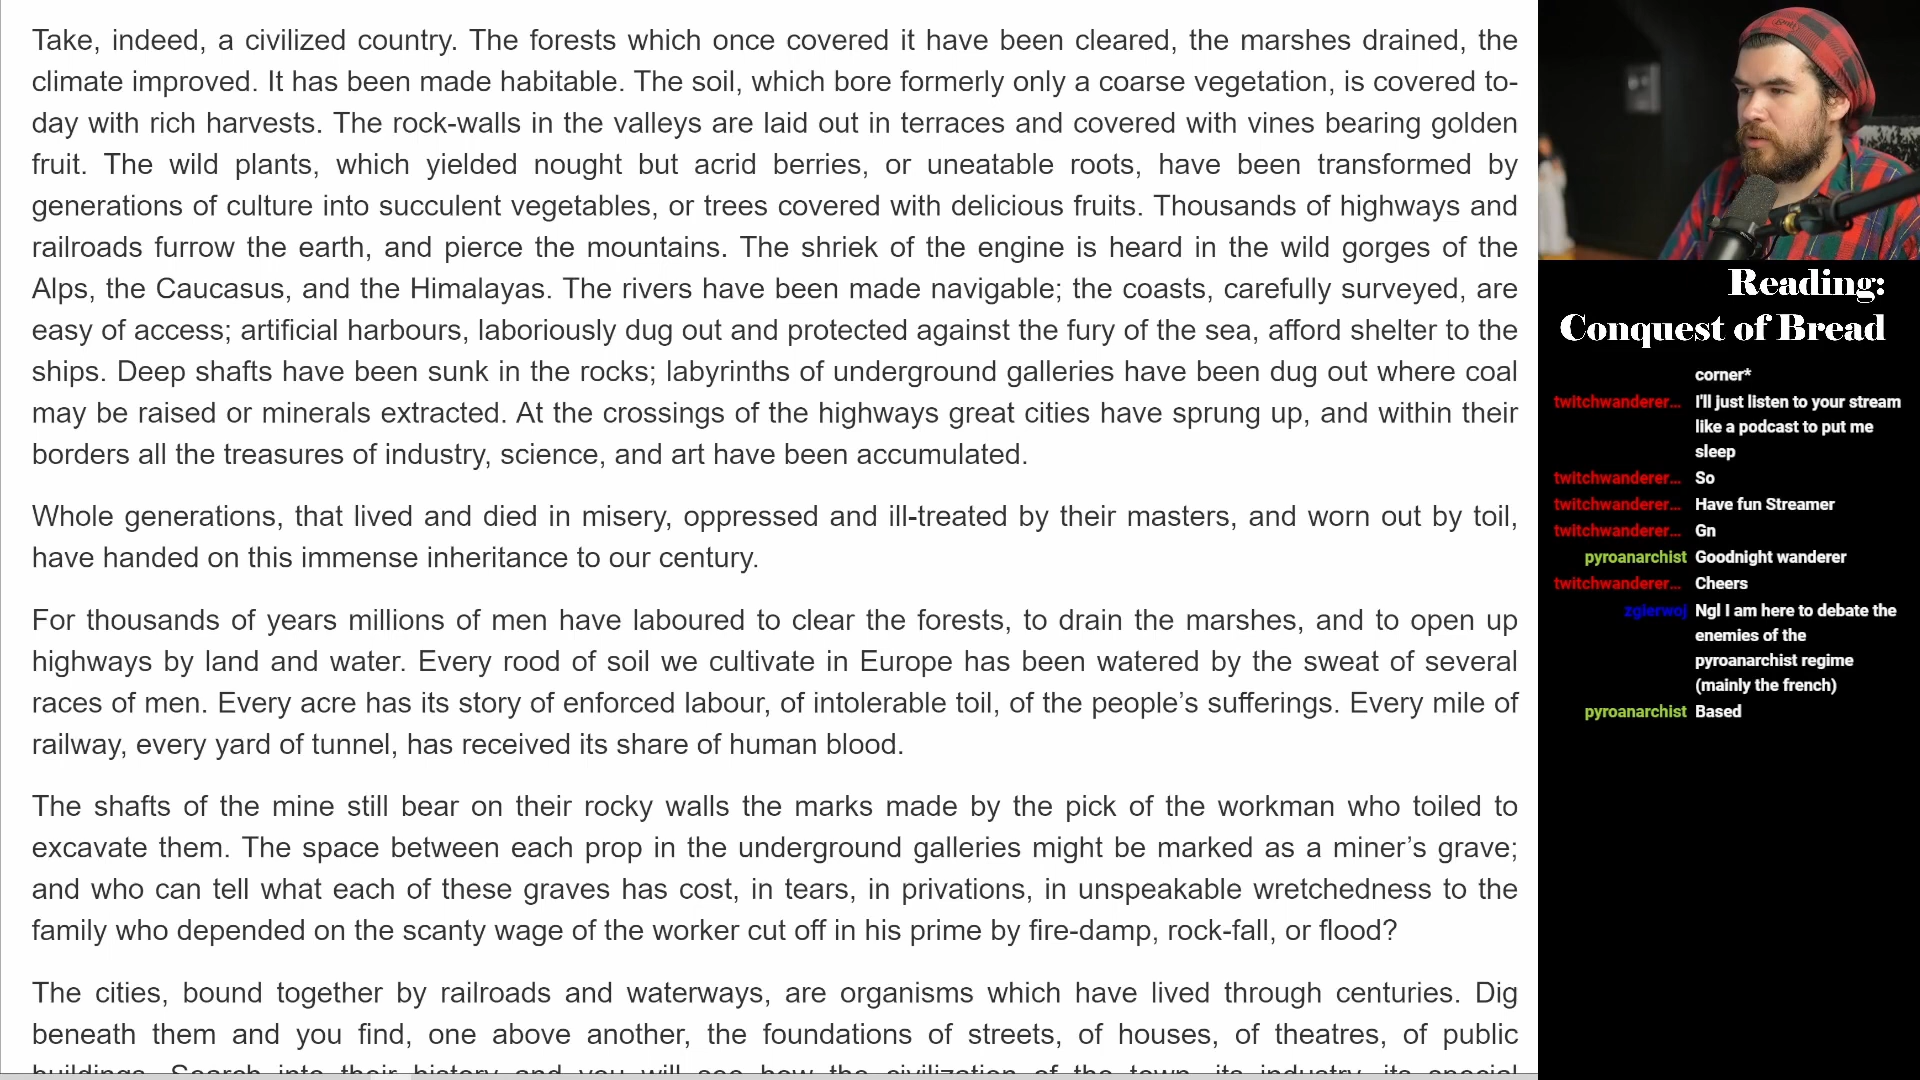 Take, indeed, a civilized country. The forests which once covered it have been cleared, the marshes drained, the
climate improved. It has been made habitable. The soil, which bore formerly only a coarse vegetation, is covered to-
day with rich harvests. The rock-walls in the valleys are laid out in terraces and covered with vines bearing golden
fruit. The wild plants, which yielded nought but acrid berries, or uneatable roots, have been transformed by
generations of culture into succulent vegetables, or trees covered with delicious fruits. Thousands of highways and
railroads furrow the earth, and pierce the mountains. The shriek of the engine is heard in the wild gorges of the
Alps, the Caucasus, and the Himalayas. The rivers have been made navigable; the coasts, carefully surveyed, are
easy of access; artificial harbours, laboriously dug out and protected against the fury of the sea, afford shelter to the
ships. Deep shafts have been sunk in the rocks; labyrinths of underground galleries have been dug out where coal
may be raised or minerals extracted. At the crossings of the highways great cities have sprung up, and within their
borders all the treasures of industry, science, and art have been accumulated.
Whole generations, that lived and died in misery, oppressed and ill-treated by their masters, and worn out by toil,
have handed on this immense inheritance to our century.
For thousands of years millions of men have laboured to clear the forests, to drain the marshes, and to open up
highways by land and water. Every rood of soil we cultivate in Europe has been watered by the sweat of several
races of men. Every acre has its story of enforced labour, of intolerable toil, of the people’s sufferings. Every mile of
railway, every yard of tunnel, has received its share of human blood.
The shafts of the mine still bear on their rocky walls the marks made by the pick of the workman who toiled to
excavate them. The space between each prop in the underground galleries might be marked as a miner’s grave;
and who can tell what each of these graves has cost, in tears, in privations, in unspeakable wretchedness to the
family who depended on the scanty wage of the worker cut off in his prime by fire-damp, rock-fall, or flood?
The cities, bound together by railroads and waterways, are organisms which have lived through centuries. Dig
beneath them and you find, one above another, the foundations of streets, of houses, of theatres, of public
buildings. Search into their history and you will see how the civilization of the town, its industry, its special
Reading:
Conquest of Bread
corner*
twitchwanderer... I'll just listen to your stream
like a podcast to put me
sleep
twitchwanderer... So
twitchwanderer... Have fun Streamer
twitchwanderer... Gn
pyroanarchist Goodnight wanderer
twitchwanderer... Cheers
zgierwoj Ngl I am here to debate the
enemies of the
pyroanarchist regime
(mainly the french)
pyroanarchist Based